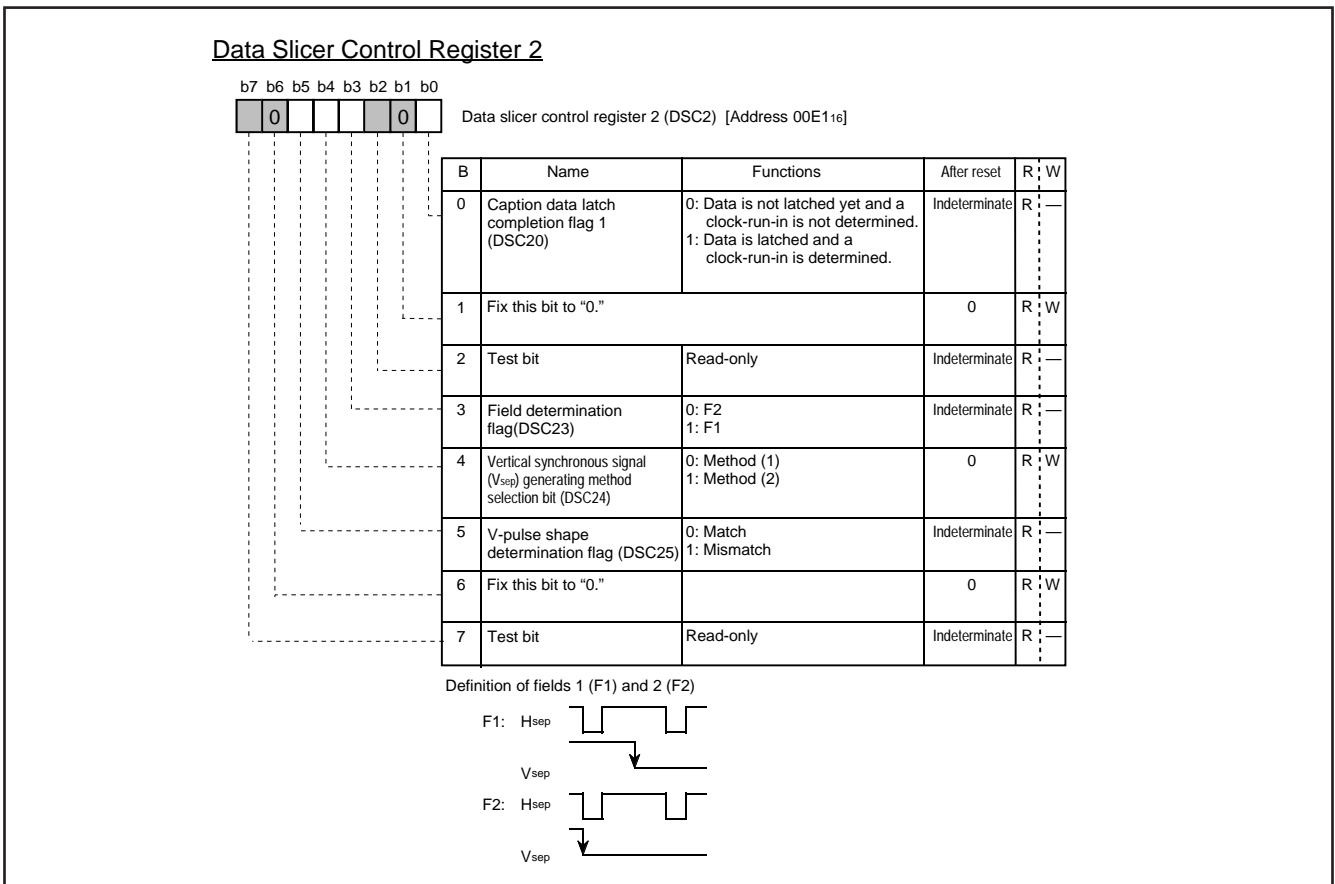 Data Slicer Control Register 2
b7 b6 b5 b4 b3 b2 b1 b0
0 0
Data slicer control register 2 (DSC2) [Address 00E116]
B Name Functions After reset R W
0 Caption data latch completion flag 1 (DSC20) 0: Data is not latched yet and a clock-run-in is not determined. 1: Data is latched and a clock-run-in is determined. Indeterminate R —
1 Fix this bit to “0.” 0 R W
2 Test bit Read-only Indeterminate R —
3 Field determination flag(DSC23) 0: F2 1: F1 Indeterminate R —
4 Vertical synchronous signal (Vsep) generating method selection bit (DSC24) 0: Method (1) 1: Method (2) 0 R W
5 V-pulse shape determination flag (DSC25) 0: Match 1: Mismatch Indeterminate R —
6 Fix this bit to “0.” 0 R W
7 Test bit Read-only Indeterminate R —
Definition of fields 1 (F1) and 2 (F2)
F1: Hsep
Vsep
F2: Hsep
Vsep